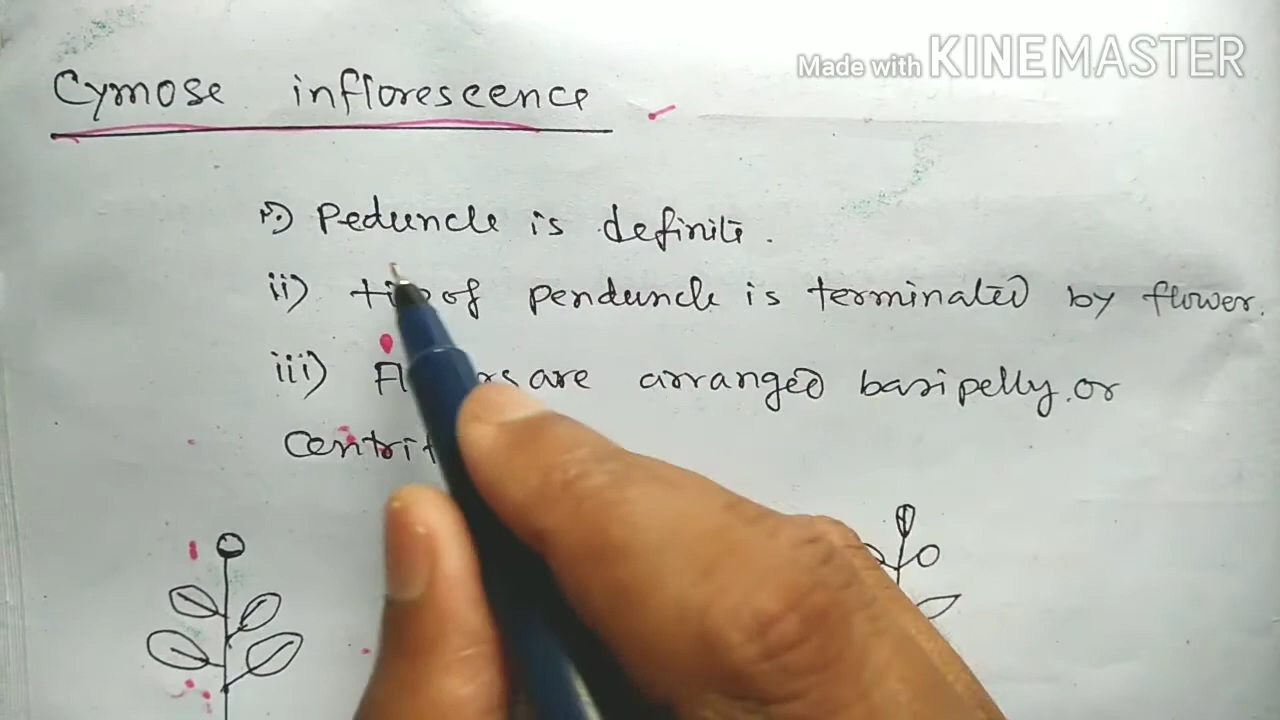 Made with KINEMASTER
Cymose inflorescence
i) Peduncle is definite.
ii) tip of penduncle is terminated by flower.
iii) are arranged basipelly or